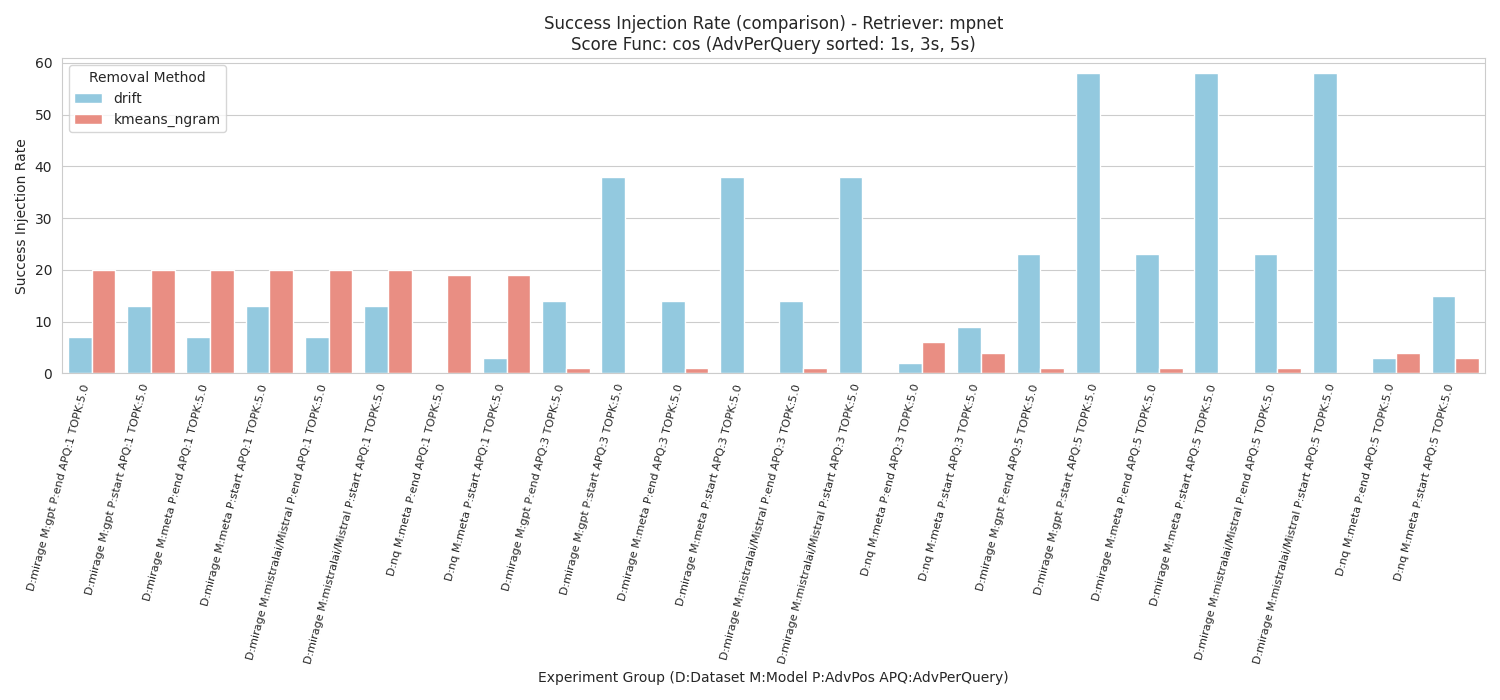 Success Injection Rate (comparison) - Retriever: mpnet
Score Func: cos (AdvPerQuery sorted: 1s, 3s, 5s)
Removal Method
drift
kmeans_ngram
Success Injection Rate
60
50
40
30
20
10
0
D:mirage M:gpt P:end APQ:1 TOPK:5.0
D:mirage M:gpt P:start APQ:1 TOPK:5.0
D:mirage M:meta P:end APQ:1 TOPK:5.0
D:mirage M:meta P:start APQ:1 TOPK:5.0
D:mirage M:mistralai/Mistral P:end APQ:1 TOPK:5.0
D:mirage M:mistralai/Mistral P:start APQ:1 TOPK:5.0
D:nq M:meta P:end APQ:1 TOPK:5.0
D:nq M:meta P:start APQ:1 TOPK:5.0
D:mirage M:gpt P:end APQ:3 TOPK:5.0
D:mirage M:gpt P:start APQ:3 TOPK:5.0
D:mirage M:meta P:end APQ:3 TOPK:5.0
D:mirage M:meta P:start APQ:3 TOPK:5.0
D:mirage M:mistralai/Mistral P:end APQ:3 TOPK:5.0
D:mirage M:mistralai/Mistral P:start APQ:3 TOPK:5.0
D:nq M:meta P:end APQ:3 TOPK:5.0
D:nq M:meta P:start APQ:3 TOPK:5.0
D:mirage M:gpt P:end APQ:5 TOPK:5.0
D:mirage M:gpt P:start APQ:5 TOPK:5.0
D:mirage M:meta P:end APQ:5 TOPK:5.0
D:mirage M:meta P:start APQ:5 TOPK:5.0
D:mirage M:mistralai/Mistral P:end APQ:5 TOPK:5.0
D:mirage M:mistralai/Mistral P:start APQ:5 TOPK:5.0
D:nq M:meta P:end APQ:5 TOPK:5.0
D:nq M:meta P:start APQ:5 TOPK:5.0
Experiment Group (D:Dataset M:Model P:AdvPos APQ:AdvPerQuery)